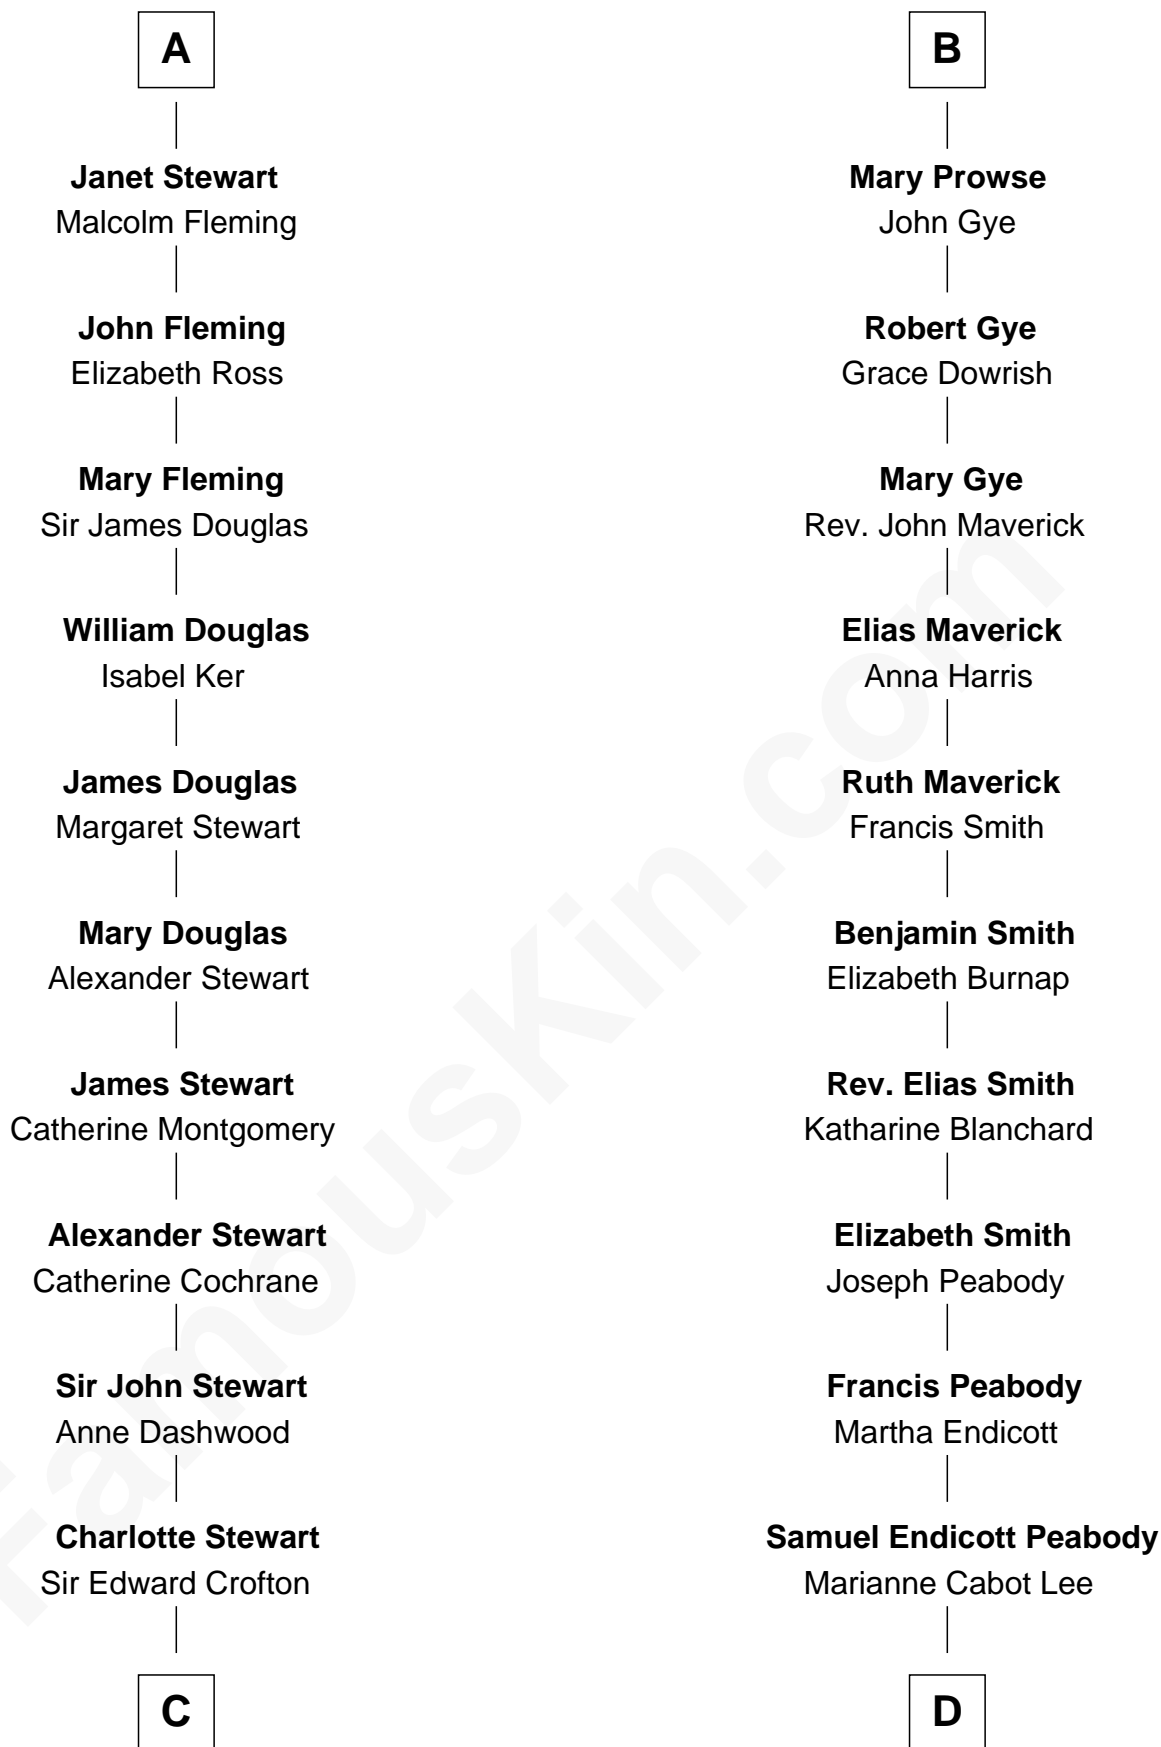 A
Janet Stewart
Malcolm Fleming
John Fleming
Elizabeth Ross
Mary Fleming
Sir James Douglas
William Douglas
Isabel Ker
James Douglas
Margaret Stewart
Mary Douglas
Alexander Stewart
James Stewart
Catherine Montgomery
Alexander Stewart
Catherine Cochrane
Sir John Stewart
Anne Dashwood
Charlotte Stewart
Sir Edward Crofton
C
B
Mary Prowse
John Gye
Robert Gye
Grace Dowrish
Mary Gye
Rev. John Maverick
Elias Maverick
Anna Harris
Ruth Maverick
Francis Smith
Benjamin Smith
Elizabeth Burnap
Rev. Elias Smith
Katharine Blanchard
Elizabeth Smith
Joseph Peabody
Francis Peabody
Martha Endicott
Samuel Endicott Peabody
Marianne Cabot Lee
D
FamousKin.com